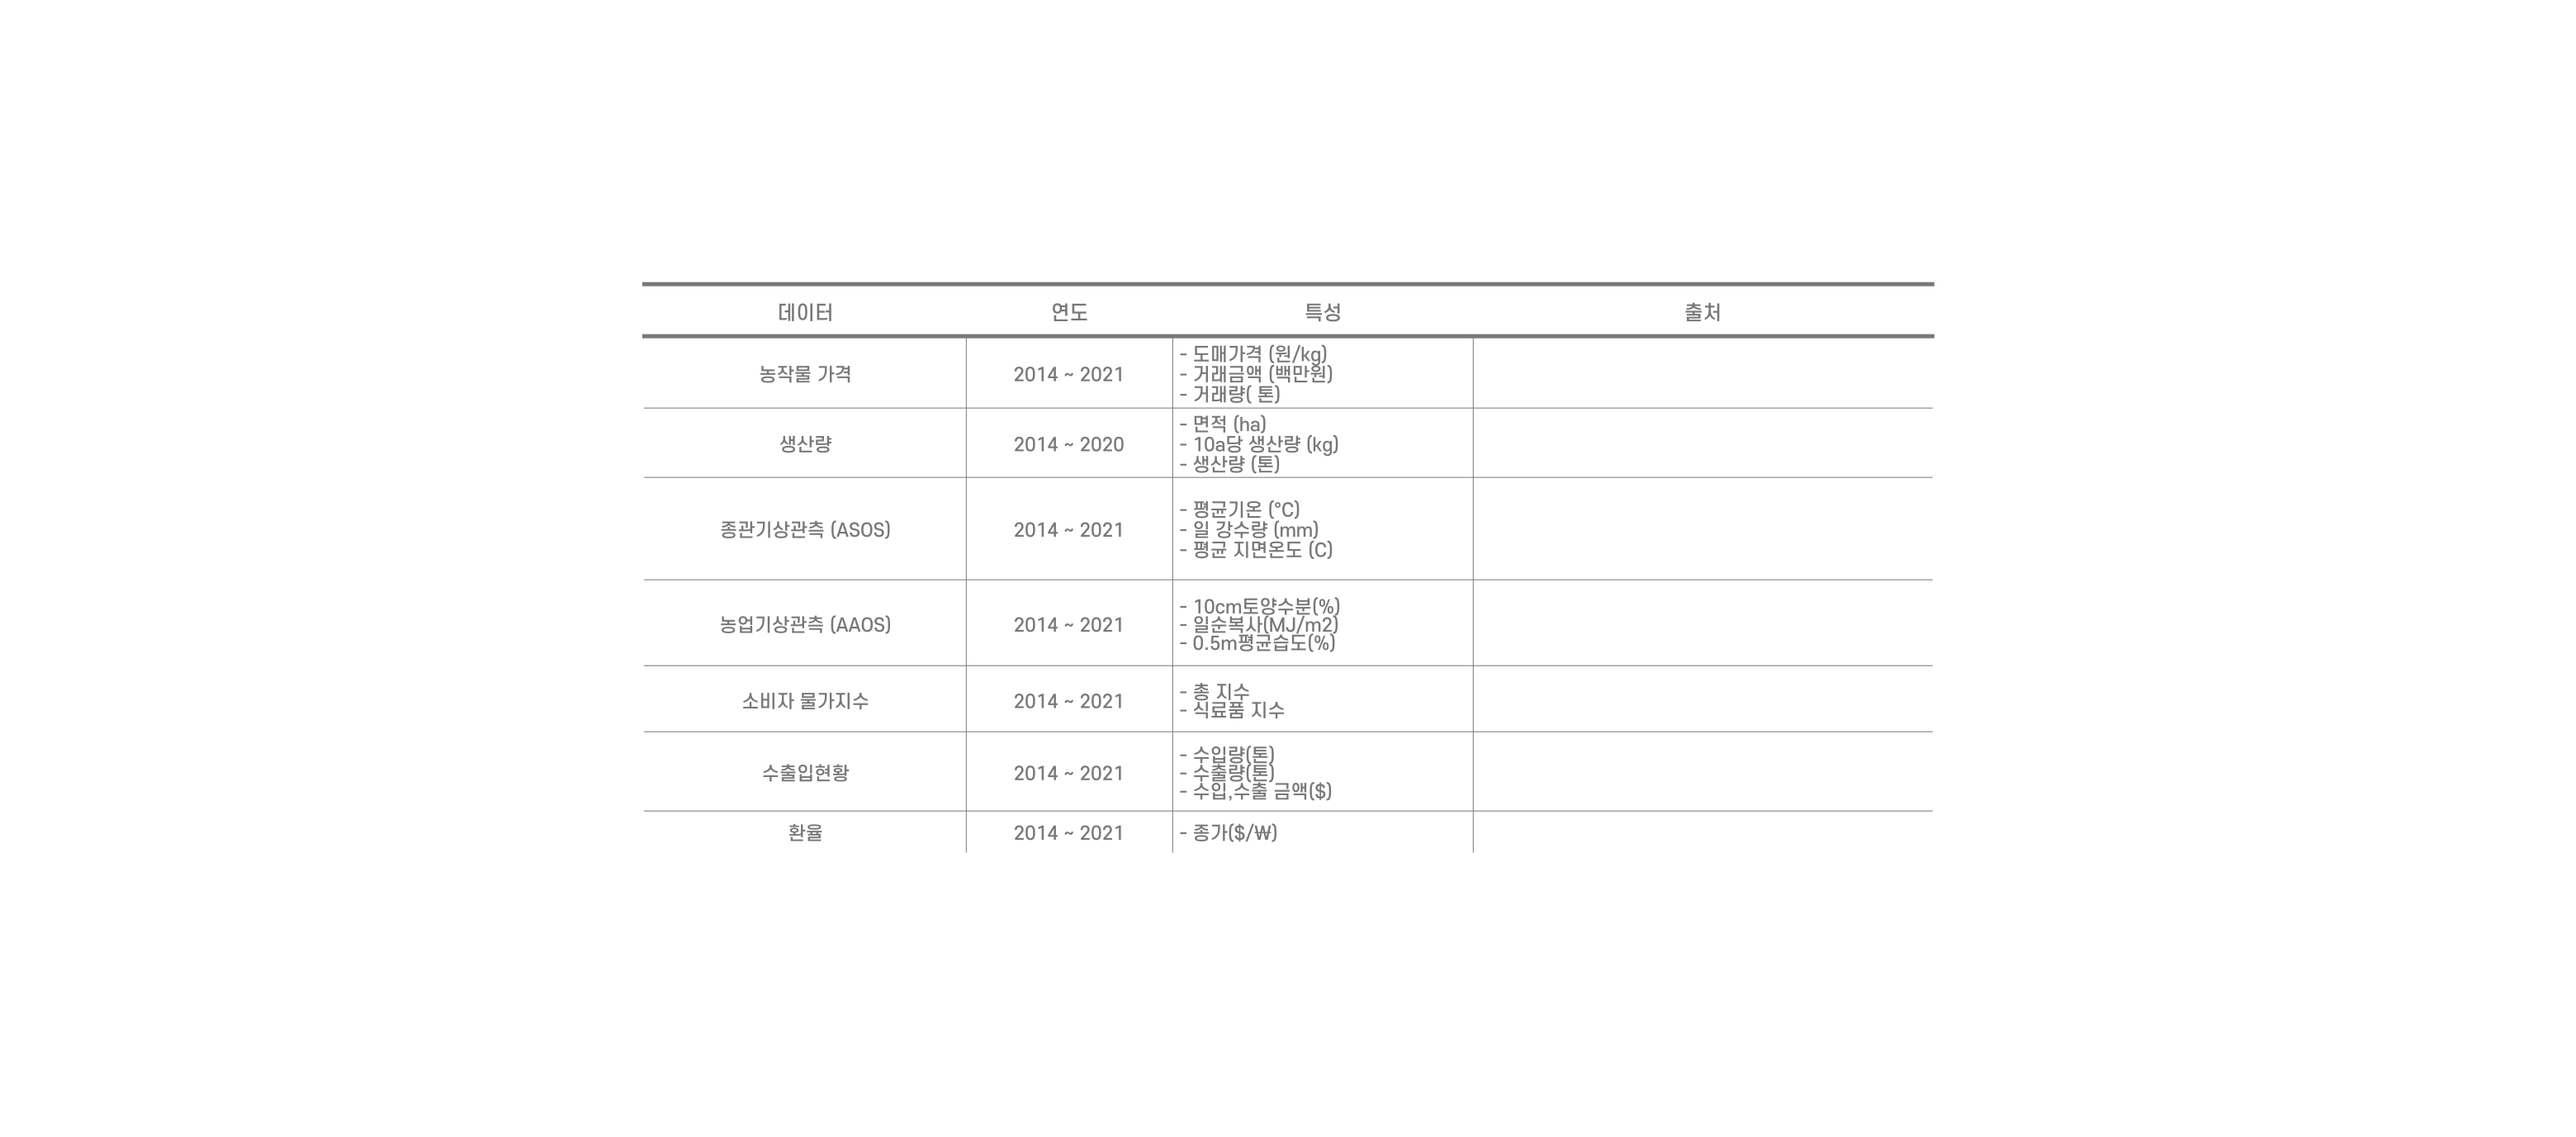 데이터 연도 특성 출처
농작물 가격 2014 ~ 2021
- 도매가격 (원/kg)
- 거래금액 (백만원)
- 거래량( 톤)
생산량 2014 ~ 2020
- 면적 (ha)
- 10a당 생산량 (kg)
- 생산량 (톤)
종관기상관측 (ASOS) 2014 ~ 2021
- 평균기온 (°C)
- 일 강수량 (mm)
- 평균 지면온도 (C)
농업기상관측 (AAOS) 2014 ~ 2021
- 10cm토양수분(%)
- 일순복사(MJ/m2)
- 0.5m평균습도(%)
소비자 물가지수 2014 ~ 2021
- 총 지수
- 식료품 지수
수출입현황 2014 ~ 2021
- 수입량(톤)
- 수출량(톤)
- 수입,수출 금액($)
환율 2014 ~ 2021
- 종가($/₩)